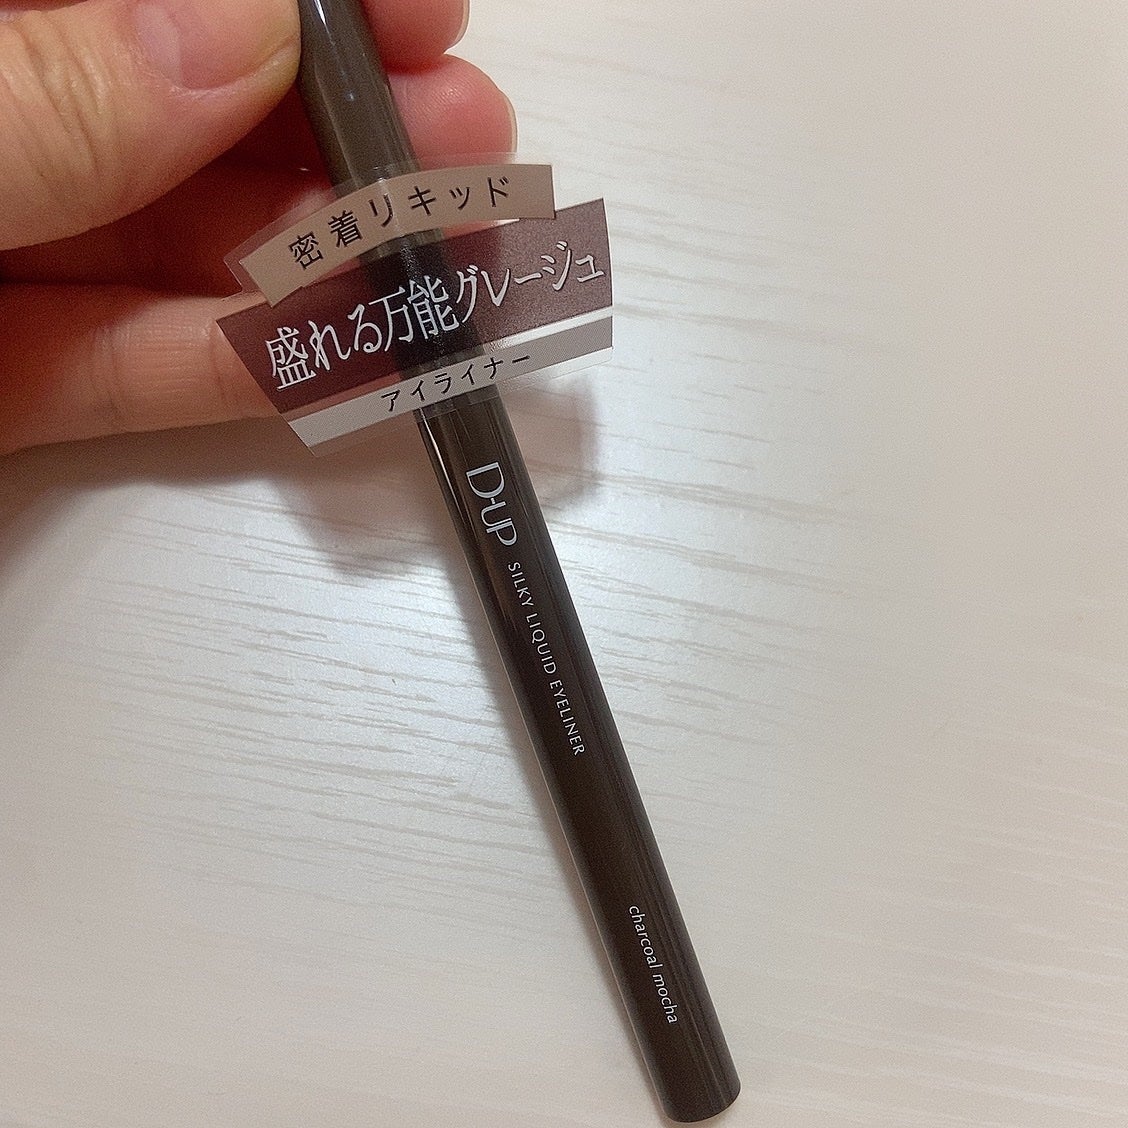 密着リキッド
盛れる万能グレージュ
アイライナー
D-UP
SILKY LIQUID EYELINER
charcoal mocha